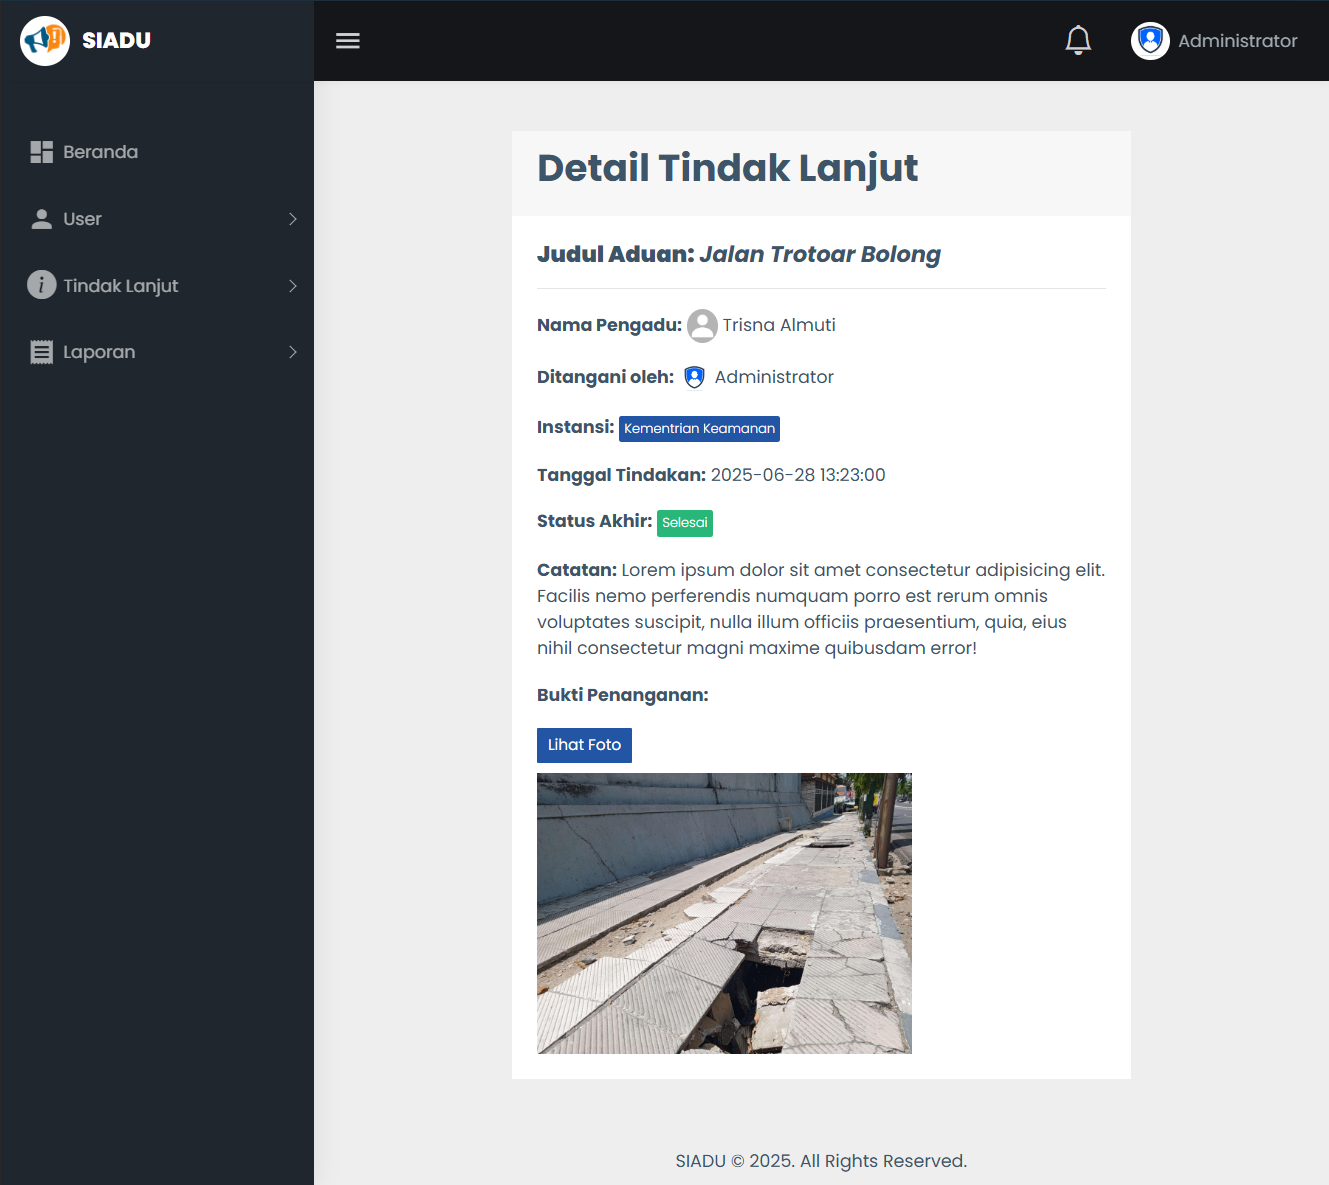 SIADU
Administrator
Beranda
User
Tindak Lanjut
Laporan
Detail Tindak Lanjut
Judul Aduan: Jalan Trotoar Bolong
Nama Pengadu: Trisna Almuti
Ditangani oleh: Administrator
Instansi: Kementrian Keamanan
Tanggal Tindakan: 2025-06-28 13:23:00
Status Akhir: Selesai
Catatan: Lorem ipsum dolor sit amet consectetur adipisicing elit.
Facilis nemo perferendis numquam porro est rerum omnis
voluptates suscipit, nulla illum officiis praesentium, quia, eius
nihil consectetur magni maxime quibusdam error!
Bukti Penanganan:
Lihat Foto
SIADU © 2025. All Rights Reserved.